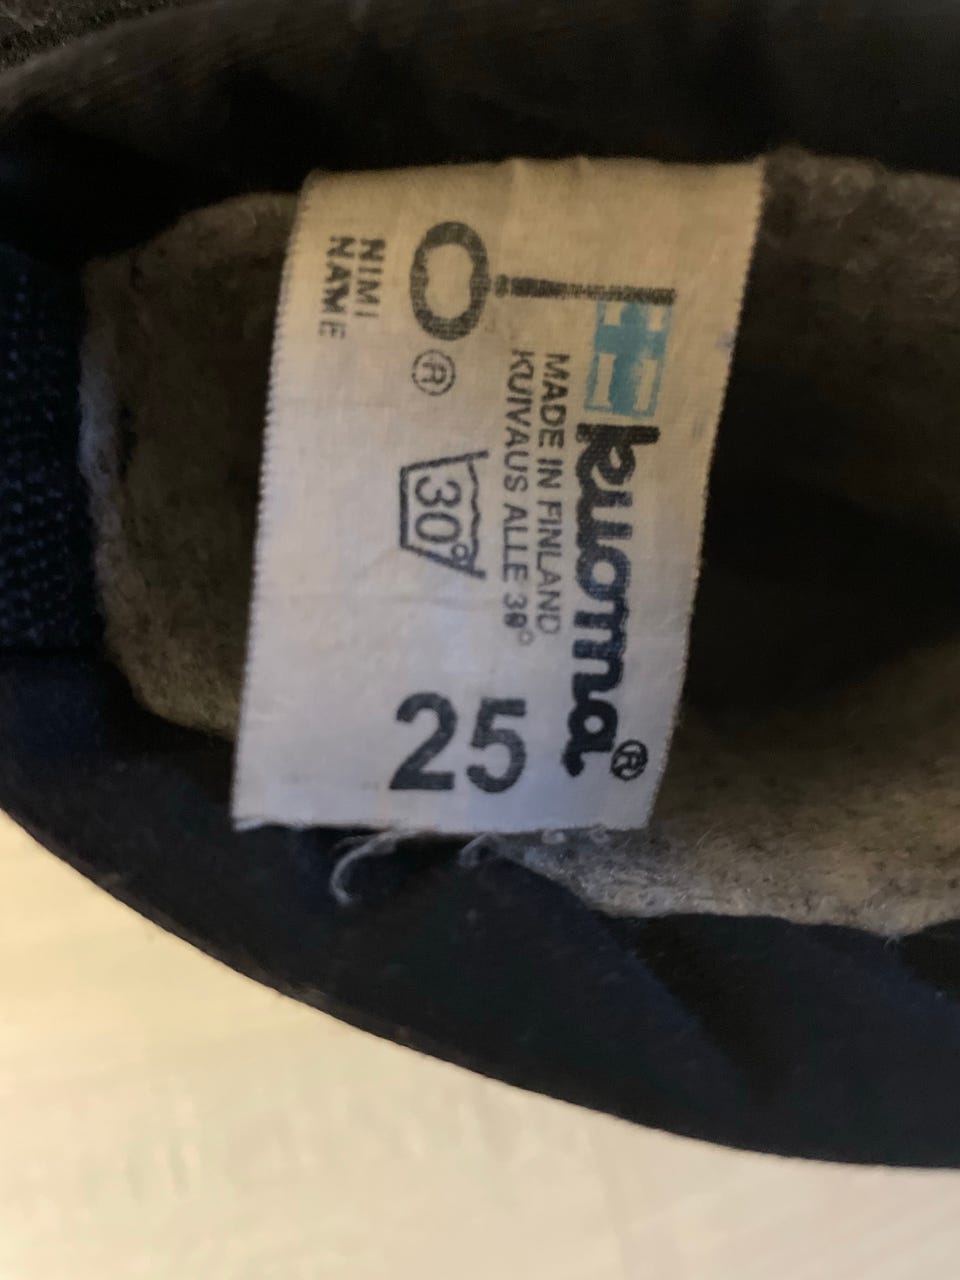 kuoma®
MADE IN FINLAND
KUIVAUS ALLE 30°
®
30°
NIMI
NAME
25